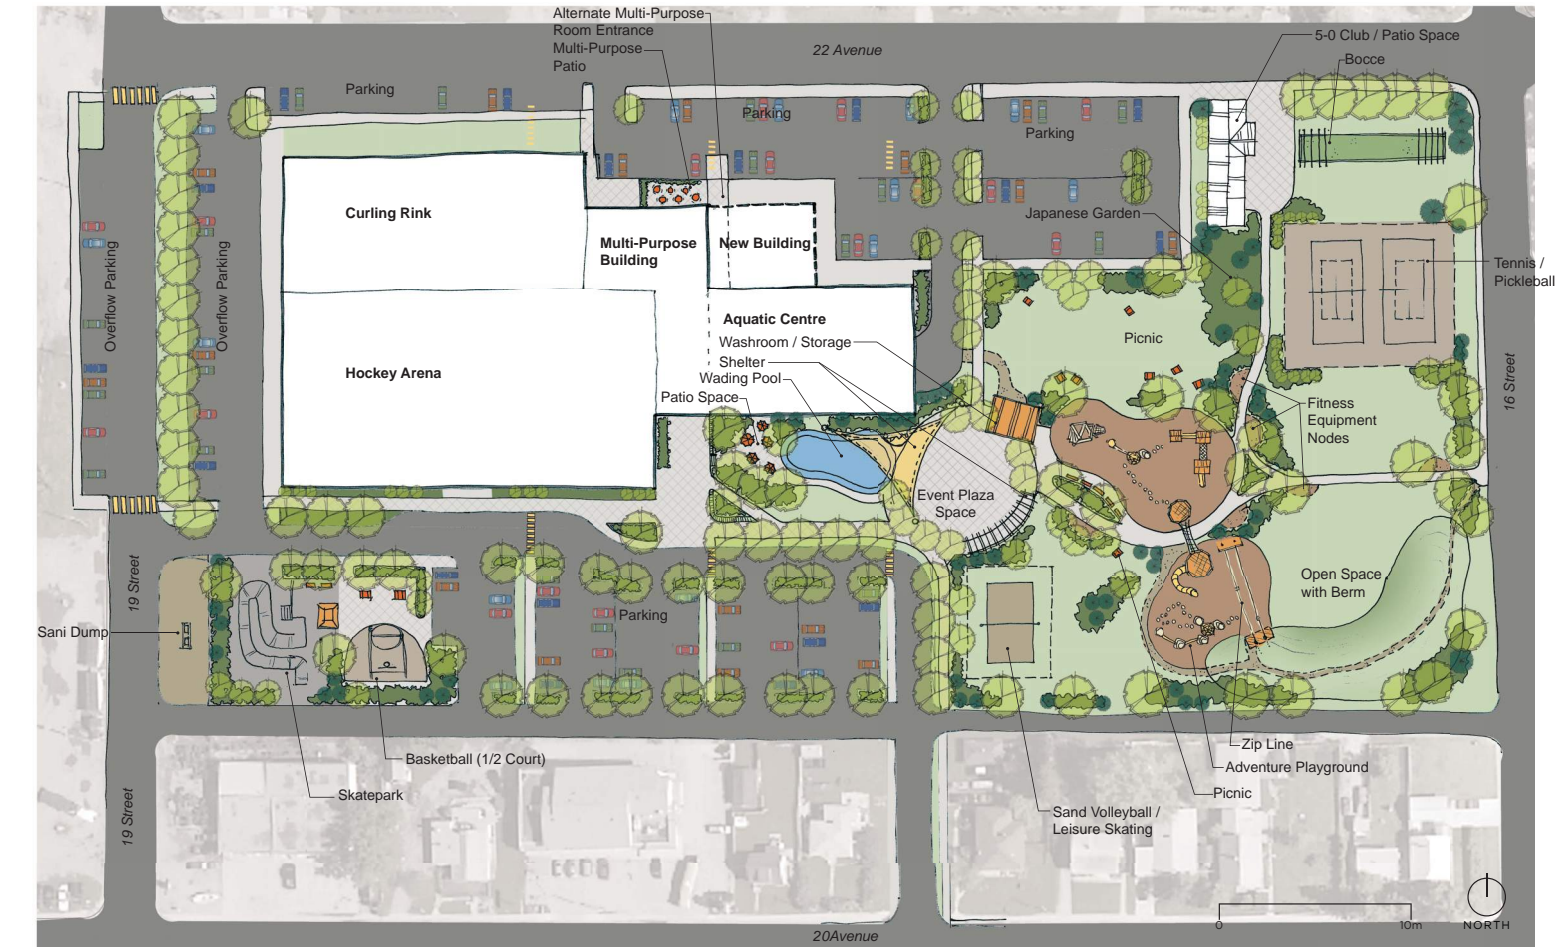 Alternate Multi-Purpose
Room Entrance
Multi-Purpose
Patio
22 Avenue
5-0 Club / Patio Space
Bocce
Parking
Parking
Parking
Japanese Garden
Curling Rink
Multi-Purpose
Building
New Building
Tennis /
Pickleball
Overflow Parking
Overflow Parking
Aquatic Centre
Washroom / Storage
Shelter
Wading Pool
Patio Space
Picnic
Hockey Arena
16 Street
Fitness
Equipment
Nodes
Event Plaza
Space
19 Street
Open Space
with Berm
Parking
Sani Dump
Zip Line
Adventure Playground
Picnic
Basketball (1/2 Court)
Skatepark
19 Street
Sand Volleyball /
Leisure Skating
0
10m
NORTH
20Avenue